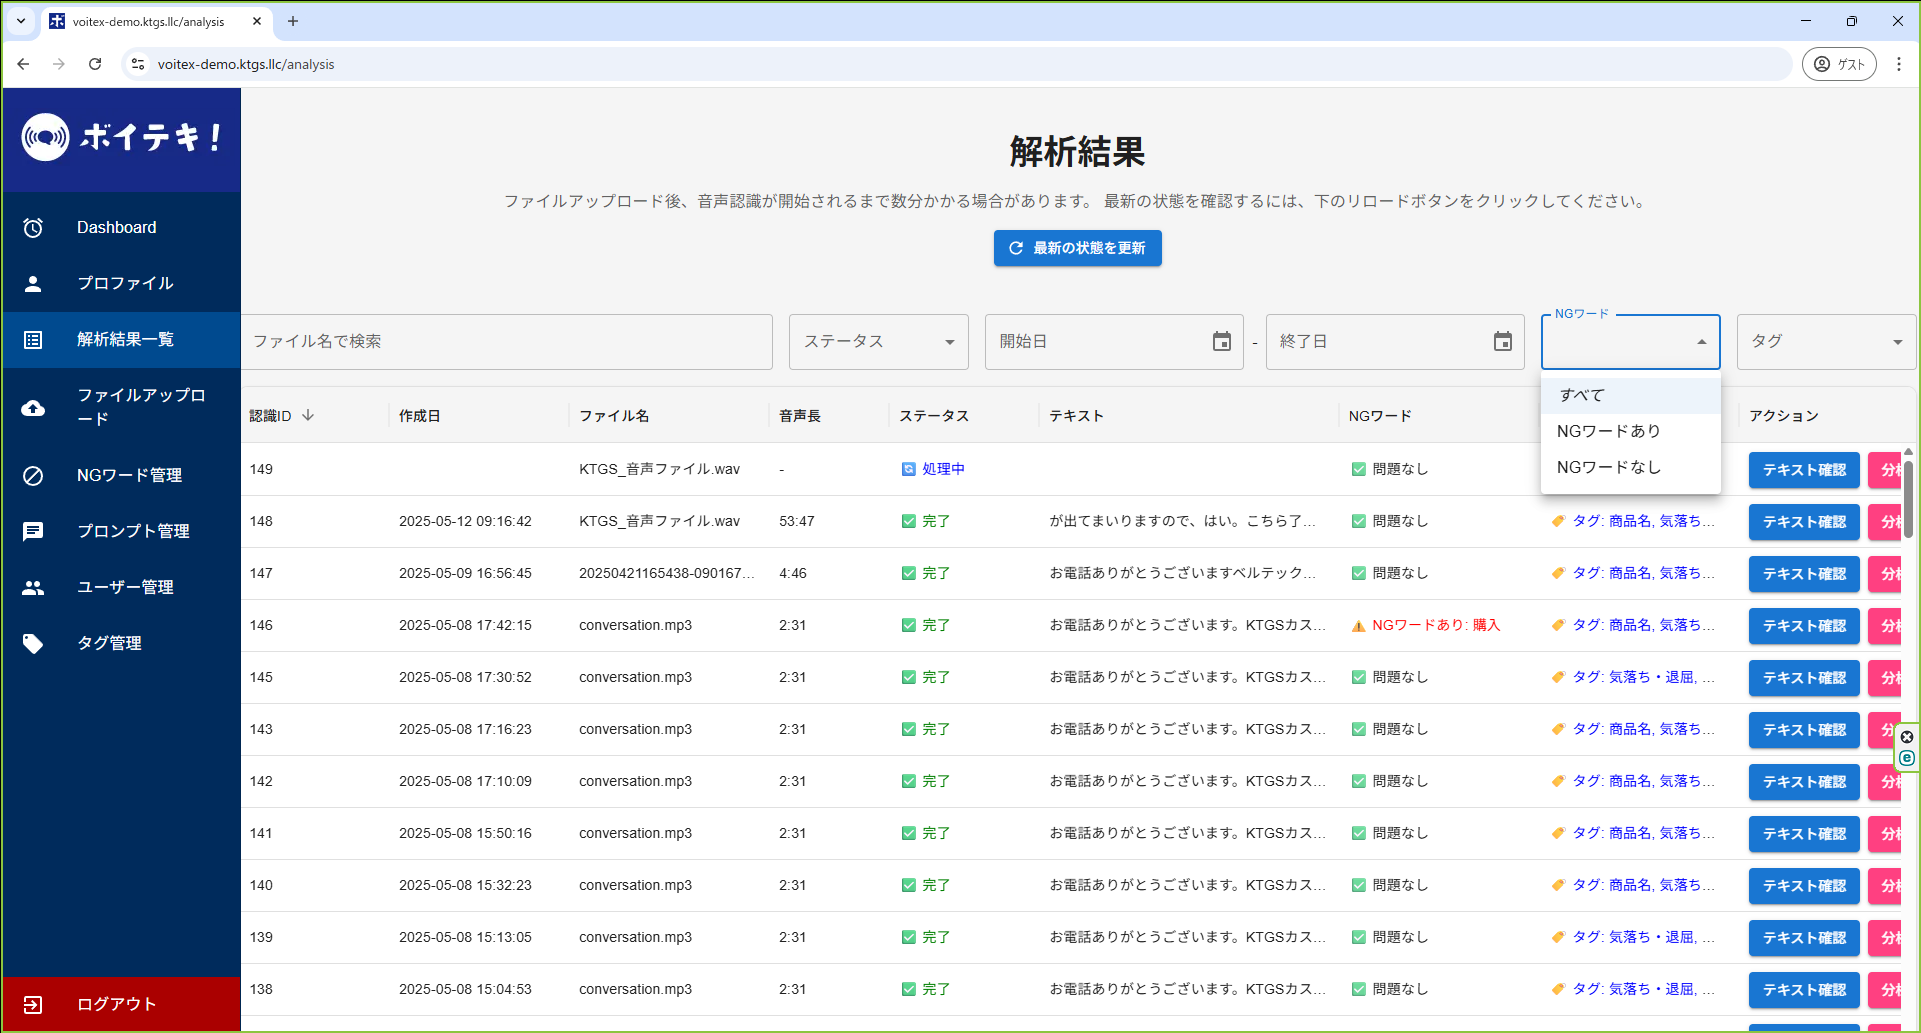 voitex-demo.ktgs.llc/analysis
voitex-demo.ktgs.llc/analysis
ゲスト
ボイテキ！
Dashboard
プロファイル
解析結果一覧
ファイルアップロ
ード
NGワード管理
プロンプト管理
ユーザー管理
タグ管理
ログアウト
解析結果
ファイルアップロード後、音声認識が開始されるまで数分かかる場合があります。 最新の状態を確認するには、下のリロードボタンをクリックしてください。
最新の状態を更新
ファイル名で検索 ステータス 開始日 - 終了日 NGワード タグ
すべて
NGワードあり
NGワードなし
認識ID 作成日 ファイル名 音声長 ステータス テキスト NGワード アクション
149 KTGS_音声ファイル.wav - 処理中 問題なし テキスト確認 分
148 2025-05-12 09:16:42 KTGS_音声ファイル.wav 53:47 完了 が出てまいりますので、はい。こちら了… 問題なし タグ: 商品名, 気落ち… テキスト確認 分
147 2025-05-09 16:56:45 20250421165438-090167… 4:46 完了 お電話ありがとうございますベルテック… 問題なし タグ: 商品名, 気落ち… テキスト確認 分
146 2025-05-08 17:42:15 conversation.mp3 2:31 完了 お電話ありがとうございます。KTGSカス… NGワードあり: 購入 タグ: 商品名, 気落ち… テキスト確認 分
145 2025-05-08 17:30:52 conversation.mp3 2:31 完了 お電話ありがとうございます。KTGSカス… 問題なし タグ: 気落ち・退屈, … テキスト確認 分
143 2025-05-08 17:16:23 conversation.mp3 2:31 完了 お電話ありがとうございます。KTGSカス… 問題なし タグ: 商品名, 気落ち… テキスト確認 分
142 2025-05-08 17:10:09 conversation.mp3 2:31 完了 お電話ありがとうございます。KTGSカス… 問題なし タグ: 商品名, 気落ち… テキスト確認 分
141 2025-05-08 15:50:16 conversation.mp3 2:31 完了 お電話ありがとうございます。KTGSカス… 問題なし タグ: 商品名, 気落ち… テキスト確認 分
140 2025-05-08 15:32:23 conversation.mp3 2:31 完了 お電話ありがとうございます。KTGSカス… 問題なし タグ: 商品名, 気落ち… テキスト確認 分
139 2025-05-08 15:13:05 conversation.mp3 2:31 完了 お電話ありがとうございます。KTGSカス… 問題なし タグ: 気落ち・退屈, … テキスト確認 分
138 2025-05-08 15:04:53 conversation.mp3 2:31 完了 お電話ありがとうございます。KTGSカス… 問題なし タグ: 気落ち・退屈, … テキスト確認 分